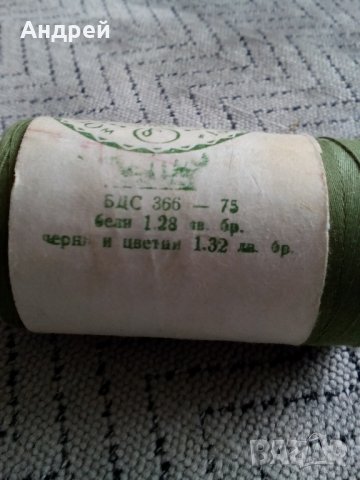 Андрей
БДС 366 — 75
бели 1.28 лв. бр.
черни и цветни 1.32 лв. бр.